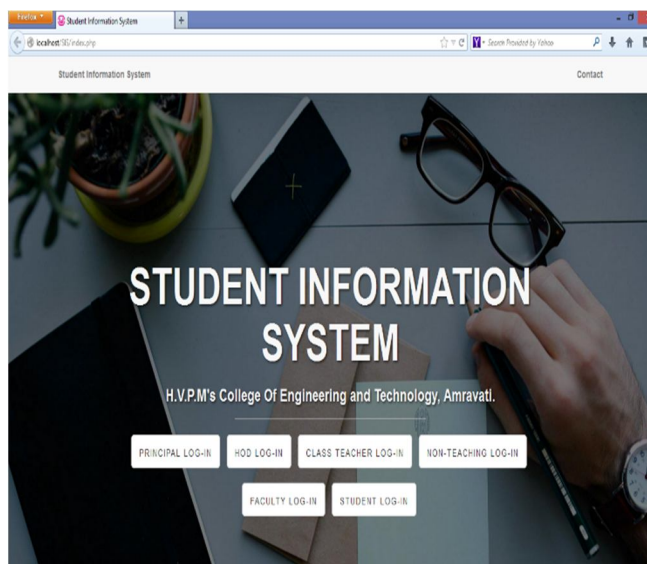 Firefox
Student Information System
localhost/SIS/index.php
Search Provided by Yahoo
Student Information System
Contact
STUDENT INFORMATION
SYSTEM
H.V.P.M's College Of Engineering and Technology, Amravati.
PRINCIPAL LOG-IN HOD LOG-IN CLASS TEACHER LOG-IN NON-TEACHING LOG-IN
FACULTY LOG-IN STUDENT LOG-IN